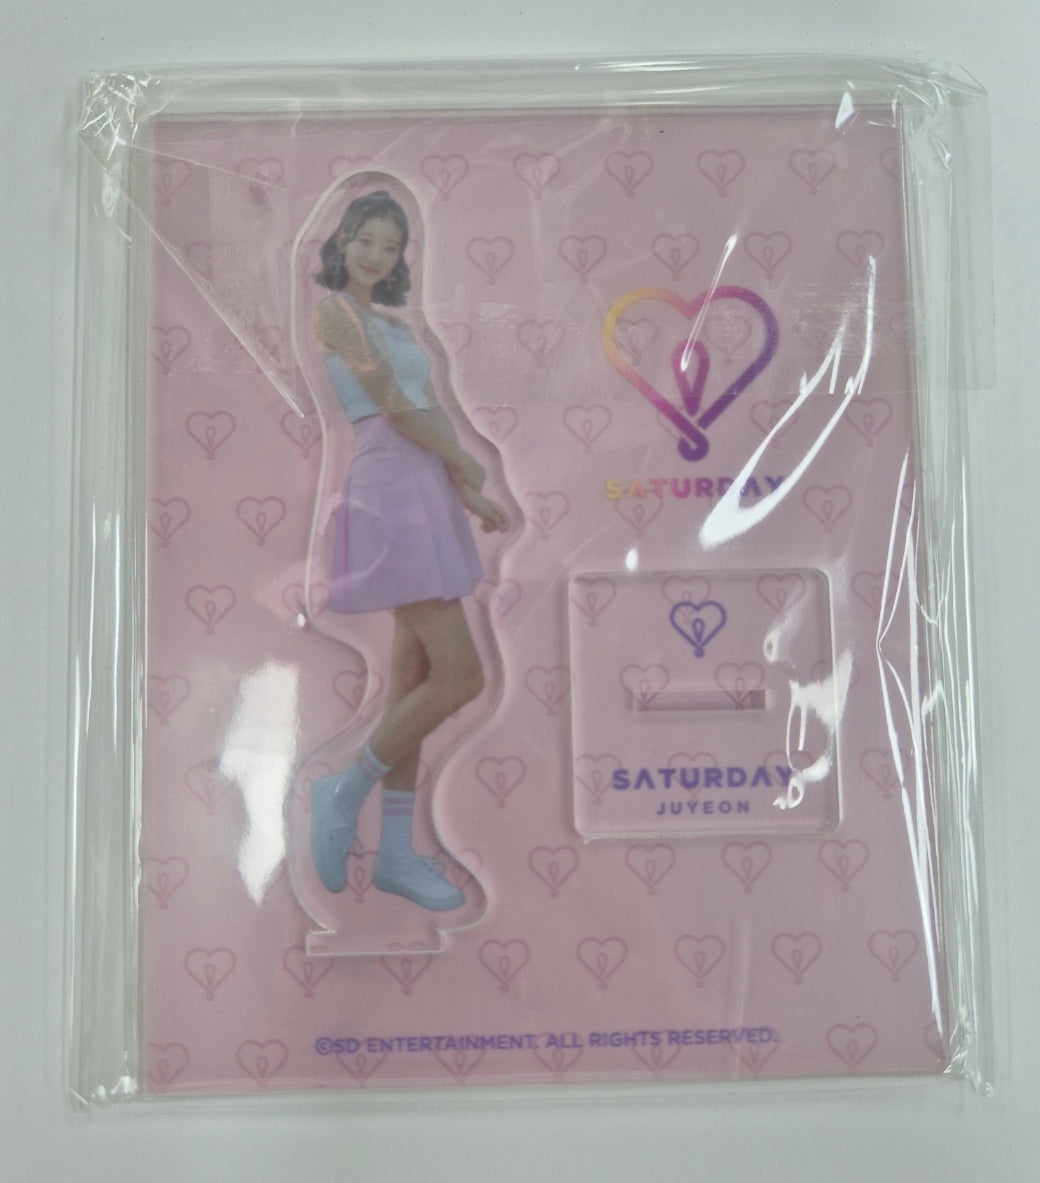 SATURDAY
SATURDAY
JUYEON
©SD ENTERTAINMENT. ALL RIGHTS RESERVED.